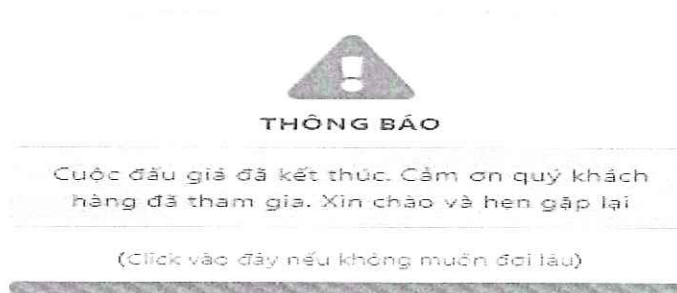 THÔNG BÁO
Cuộc đấu giá đã kết thúc. Cảm ơn quý khách
hàng đã tham gia. Xin chào và hẹn gặp lại
(Click vào đây nếu không muốn đợi lâu)